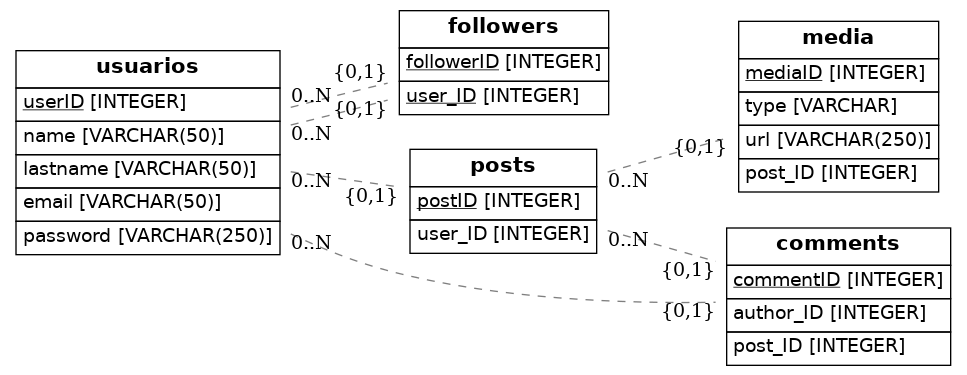 usuarios
userID [INTEGER]
name [VARCHAR(50)]
lastname [VARCHAR(50)]
email [VARCHAR(50)]
password [VARCHAR(250)]
followers
followerID [INTEGER]
user_ID [INTEGER]
{0,1}
0..N
{0,1}
0..N
posts
postID [INTEGER]
user_ID [INTEGER]
0..N
{0,1}
media
mediaID [INTEGER]
type [VARCHAR]
url [VARCHAR(250)]
post_ID [INTEGER]
{0,1}
0..N
comments
commentID [INTEGER]
author_ID [INTEGER]
post_ID [INTEGER]
0..N
{0,1}
0..N
{0,1}